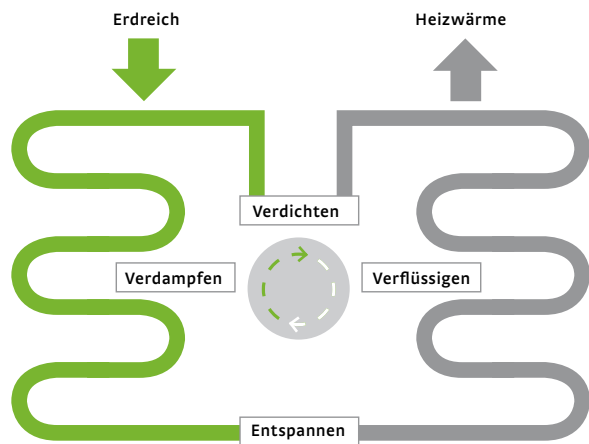 Erdreich
Heizwärme
Verdichten
Verdampfen
Verflüssigen
Entspannen